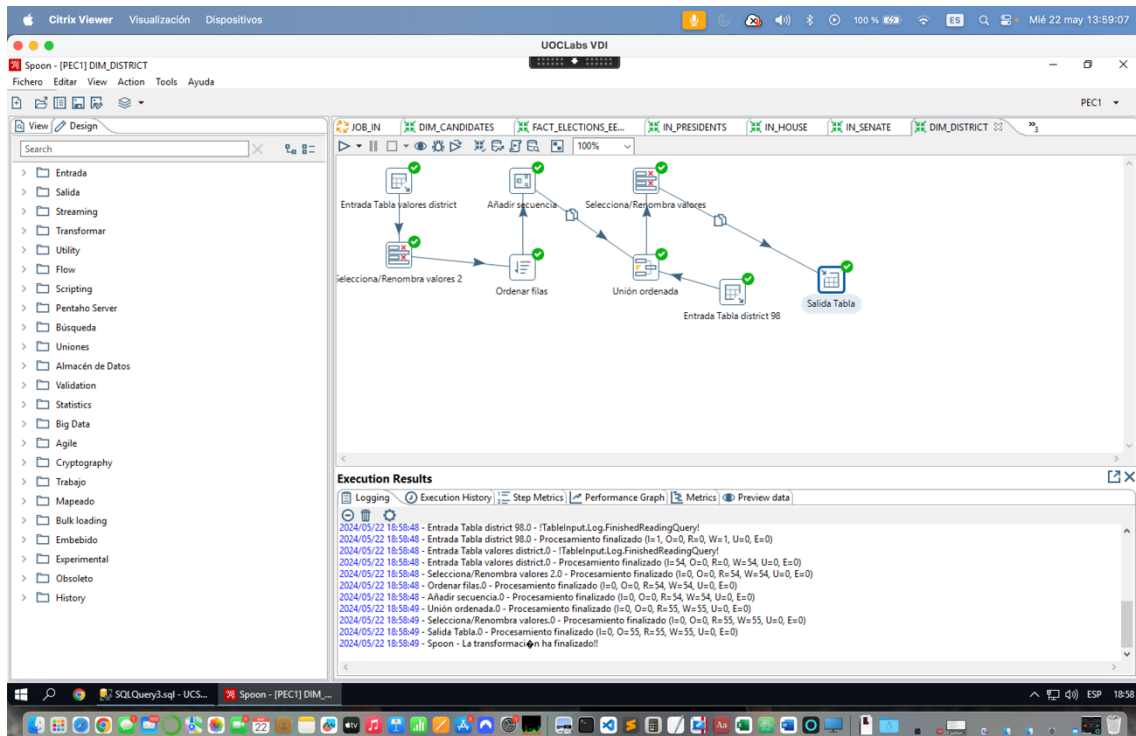 Citrix Viewer Visualización Dispositivos 100 % ES Mié 22 may 13:59:07
UOCLabs VDI
Spoon - [PEC1] DIM_DISTRICT
Fichero Editar View Action Tools Ayuda
PEC1
View Design
JOB_IN DIM_CANDIDATES FACT_ELECTIONS_EE... IN_PRESIDENTS IN_HOUSE IN_SENATE DIM_DISTRICT »3
Search
100%
Entrada
Salida
Streaming
Transformar
Utility
Flow
Scripting
Pentaho Server
Búsqueda
Uniones
Almacén de Datos
Validation
Statistics
Big Data
Agile
Cryptography
Trabajo
Mapeado
Bulk loading
Embebido
Experimental
Obsoleto
History
Entrada Tabla valores district Añadir secuencia Selecciona/Renombra valores
Selecciona/Renombra valores 2
Ordenar filas Unión ordenada
Salida Tabla
Entrada Tabla district 98
Execution Results
Logging Execution History Step Metrics Performance Graph Metrics Preview data
2024/05/22 18:58:48 - Entrada Tabla district 98.0 - !TableInput.Log.FinishedReadingQuery!
2024/05/22 18:58:48 - Entrada Tabla district 98.0 - Procesamiento finalizado (I=1, O=0, R=0, W=1, U=0, E=0)
2024/05/22 18:58:48 - Entrada Tabla valores district.0 - !TableInput.Log.FinishedReadingQuery!
2024/05/22 18:58:48 - Entrada Tabla valores district.0 - Procesamiento finalizado (I=54, O=0, R=0, W=54, U=0, E=0)
2024/05/22 18:58:48 - Selecciona/Renombra valores 2.0 - Procesamiento finalizado (I=0, O=0, R=54, W=54, U=0, E=0)
2024/05/22 18:58:48 - Ordenar filas.0 - Procesamiento finalizado (I=0, O=0, R=54, W=54, U=0, E=0)
2024/05/22 18:58:48 - Añadir secuencia.0 - Procesamiento finalizado (I=0, O=0, R=54, W=54, U=0, E=0)
2024/05/22 18:58:49 - Unión ordenada.0 - Procesamiento finalizado (I=0, O=0, R=55, W=55, U=0, E=0)
2024/05/22 18:58:49 - Selecciona/Renombra valores.0 - Procesamiento finalizado (I=0, O=0, R=55, W=55, U=0, E=0)
2024/05/22 18:58:49 - Salida Tabla.0 - Procesamiento finalizado (I=0, O=55, R=55, W=55, U=0, E=0)
2024/05/22 18:58:49 - Spoon - La transformaci�n ha finalizado!!
SQLQuery3.sql - UCS... Spoon - [PEC1] DIM_... ESP 18:58